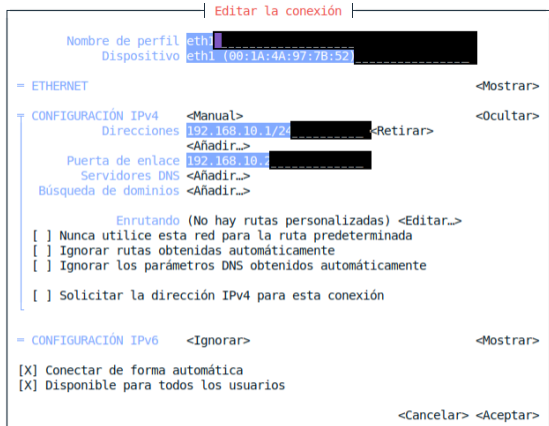 Editar la conexión
Nombre de perfil eth1
Dispositivo eth1 (00:1A:4A:97:7B:52)
= ETHERNET <Mostrar>
= CONFIGURACIÓN IPv4 <Manual> <Ocultar>
Direcciones 192.168.10.1/24 <Retirar>
<Añadir…>
Puerta de enlace 192.168.10.2
Servidores DNS <Añadir…>
Búsqueda de dominios <Añadir…>
Enrutando (No hay rutas personalizadas) <Editar…>
[ ] Nunca utilice esta red para la ruta predeterminada
[ ] Ignorar rutas obtenidas automáticamente
[ ] Ignorar los parámetros DNS obtenidos automáticamente
[ ] Solicitar la dirección IPv4 para esta conexión
= CONFIGURACIÓN IPv6 <Ignorar> <Mostrar>
[X] Conectar de forma automática
[X] Disponible para todos los usuarios
<Cancelar> <Aceptar>